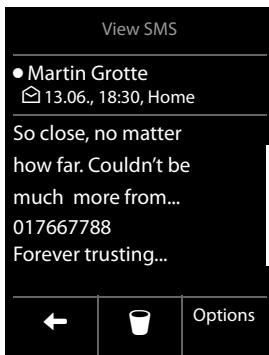 View SMS
Martin Grotte
13.06., 18:30, Home
So close, no matter
how far. Couldn’t be
much more from...
017667788
Forever trusting...
Options